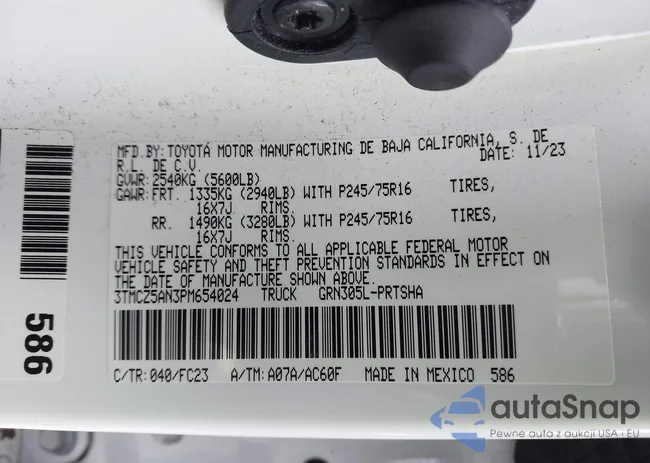 MFD.BY: TOYOTA MOTOR MANUFACTURING DE BAJA CALIFORNIA, S. DE
R.L. DE C.V. DATE: 11/23
GVWR: 2540KG (5600LB)
GAWR: FRT. 1335KG (2940LB) WITH P245/75R16 TIRES,
16X7J RIMS.
RR. 1490KG (3280LB) WITH P245/75R16 TIRES,
16X7J RIMS.
THIS VEHICLE CONFORMS TO ALL APPLICABLE FEDERAL MOTOR
VEHICLE SAFETY AND THEFT PREVENTION STANDARDS IN EFFECT ON
THE DATE OF MANUFACTURE SHOWN ABOVE.
3TMCZ5AN3PM654024 TRUCK GRN305L-PRTSHA
C/TR: 040/FC23 A/TM: A07A/AC60F MADE IN MEXICO 586
586
autaSnap
Pewne auta z aukcji USA i EU